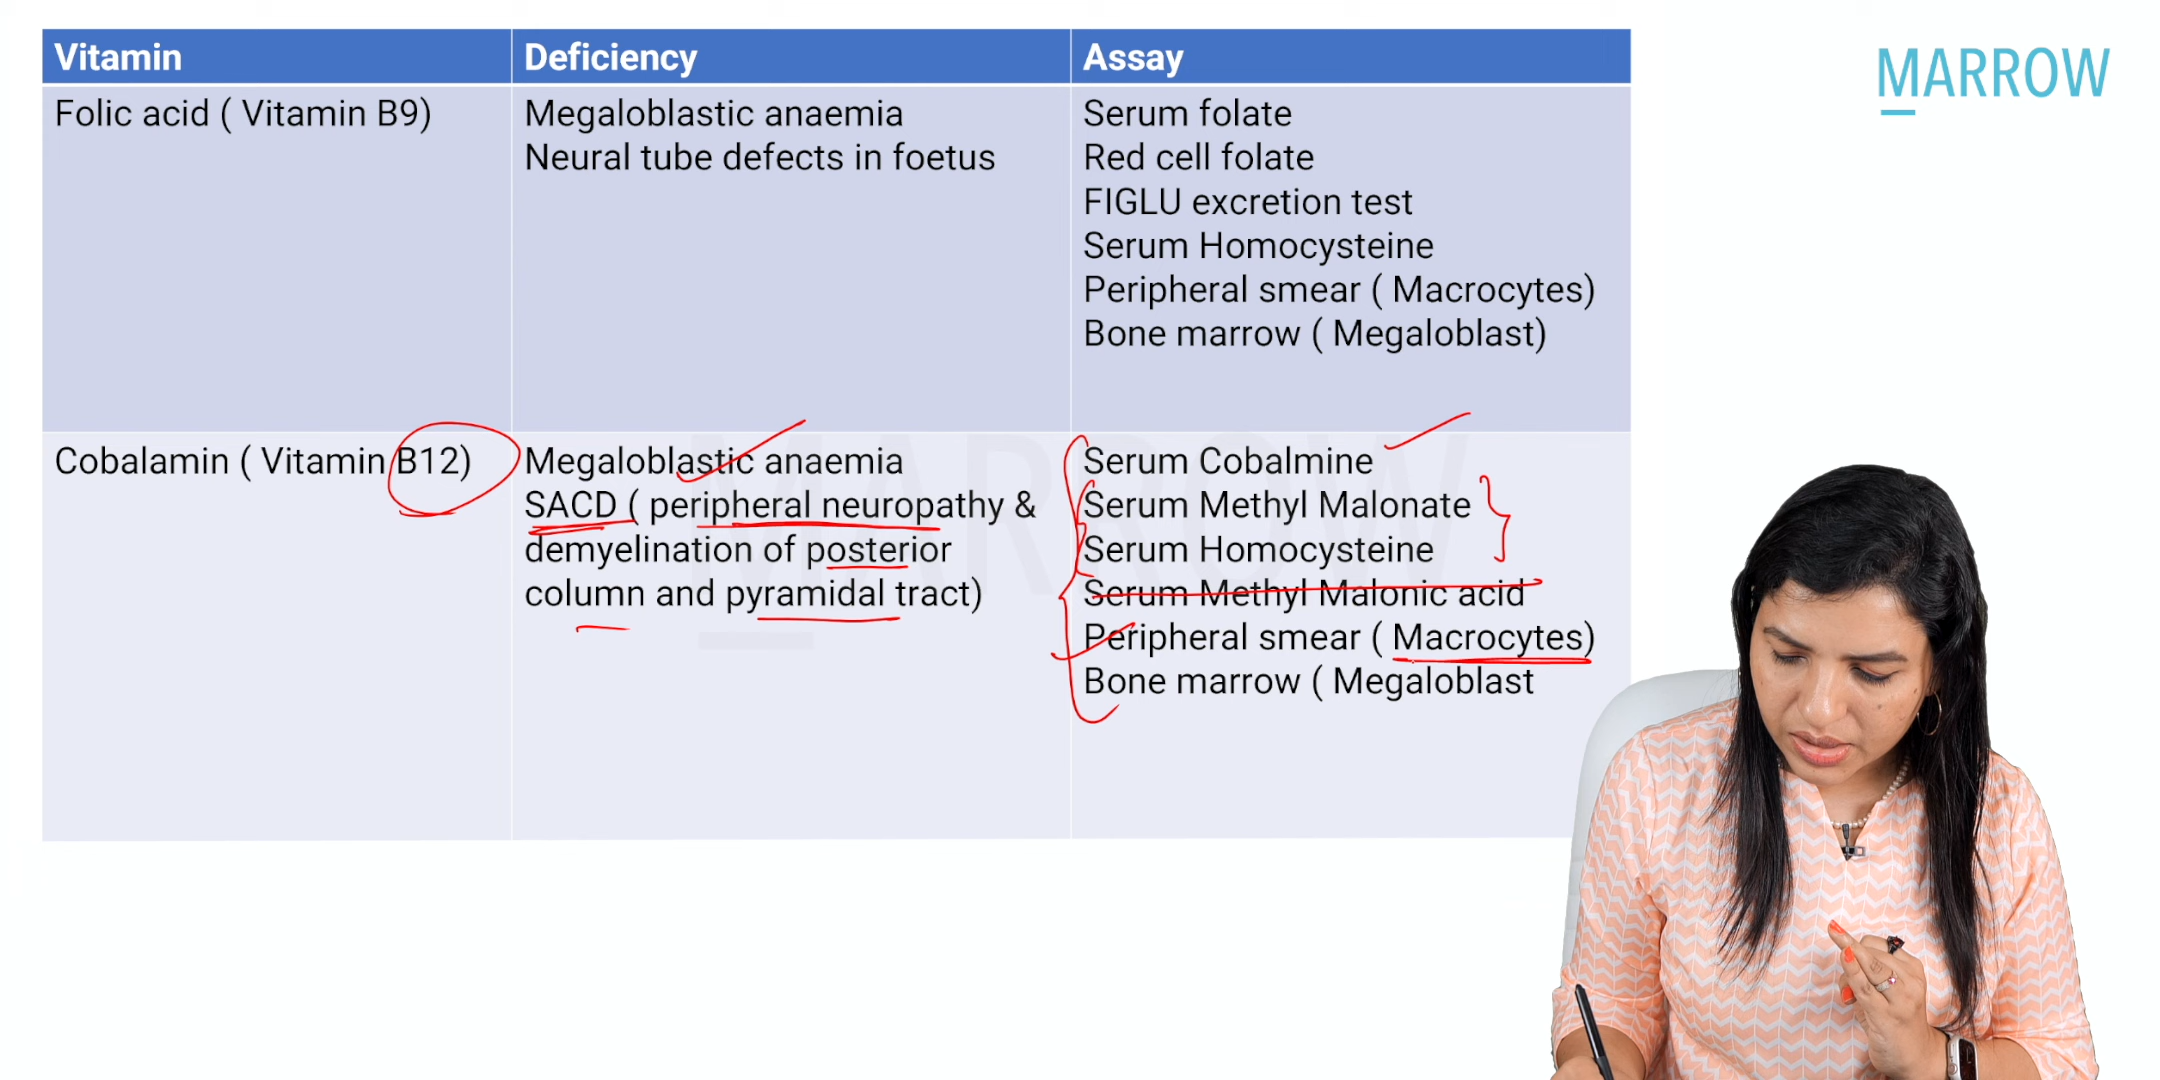 MARROW
Vitamin
Deficiency
Assay
Folic acid ( Vitamin B9)
Megaloblastic anaemia
Neural tube defects in foetus
Serum folate
Red cell folate
FIGLU excretion test
Serum Homocysteine
Peripheral smear ( Macrocytes)
Bone marrow ( Megaloblast)
Cobalamin ( Vitamin B12)
Megaloblastic anaemia
SACD ( peripheral neuropathy &
demyelination of posterior
column and pyramidal tract)
Serum Cobalmine
Serum Methyl Malonate
Serum Homocysteine
Serum Methyl Malonic acid
Peripheral smear ( Macrocytes)
Bone marrow ( Megaloblast
MARROW